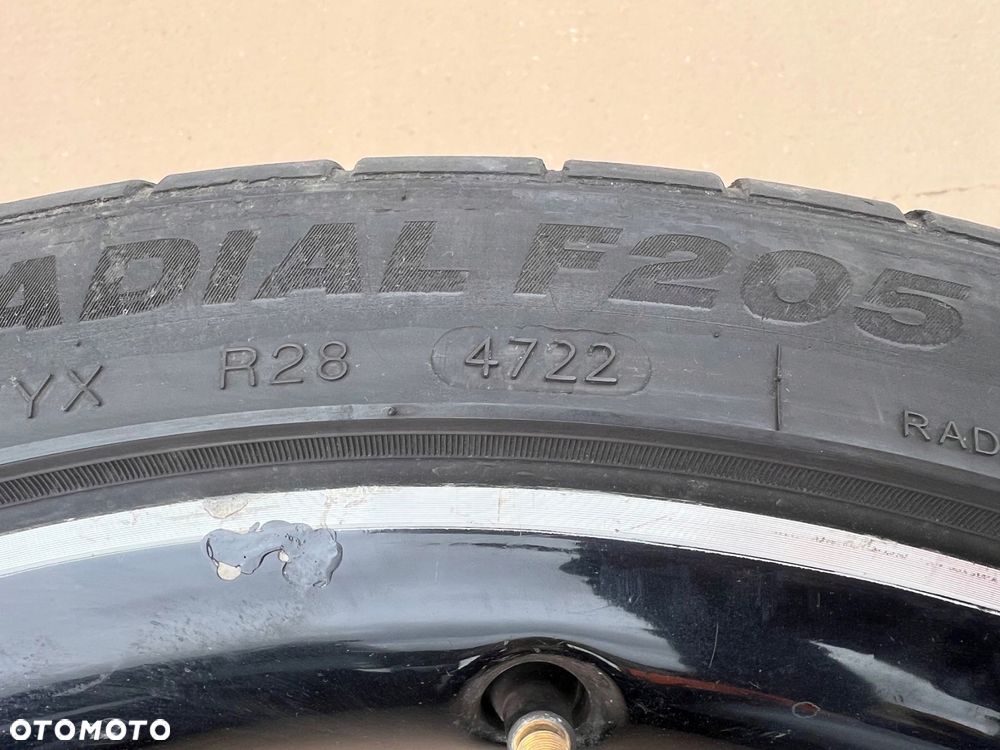 ADIAL F205
YX R28 4722
RAD
OTOMOTO